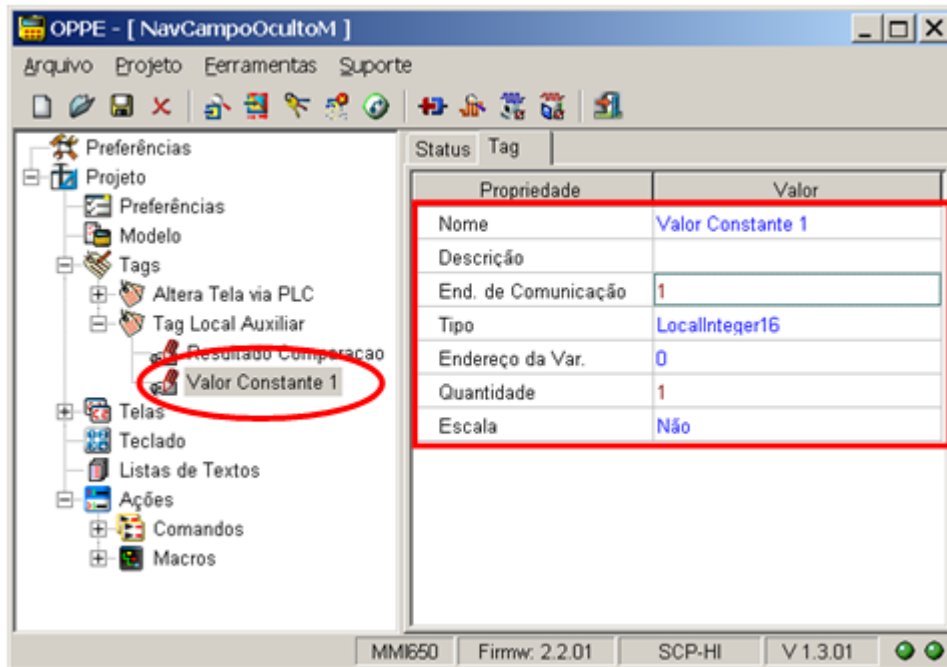 OPPE - [ NavCampoOcultoM ]
Arquivo Projeto Ferramentas Suporte
Preferências
Projeto
Preferências
Modelo
Tags
Altera Tela via PLC
Tag Local Auxiliar
Resultado Comparacao
Valor Constante 1
Telas
Teclado
Listas de Textos
Ações
Comandos
Macros
Status Tag
Propriedade Valor
Nome Valor Constante 1
Descrição
End. de Comunicação 1
Tipo LocalInteger16
Endereço da Var. 0
Quantidade 1
Escala Não
MMI650 Firmw: 2.2.01 SCP-HI V 1.3.01